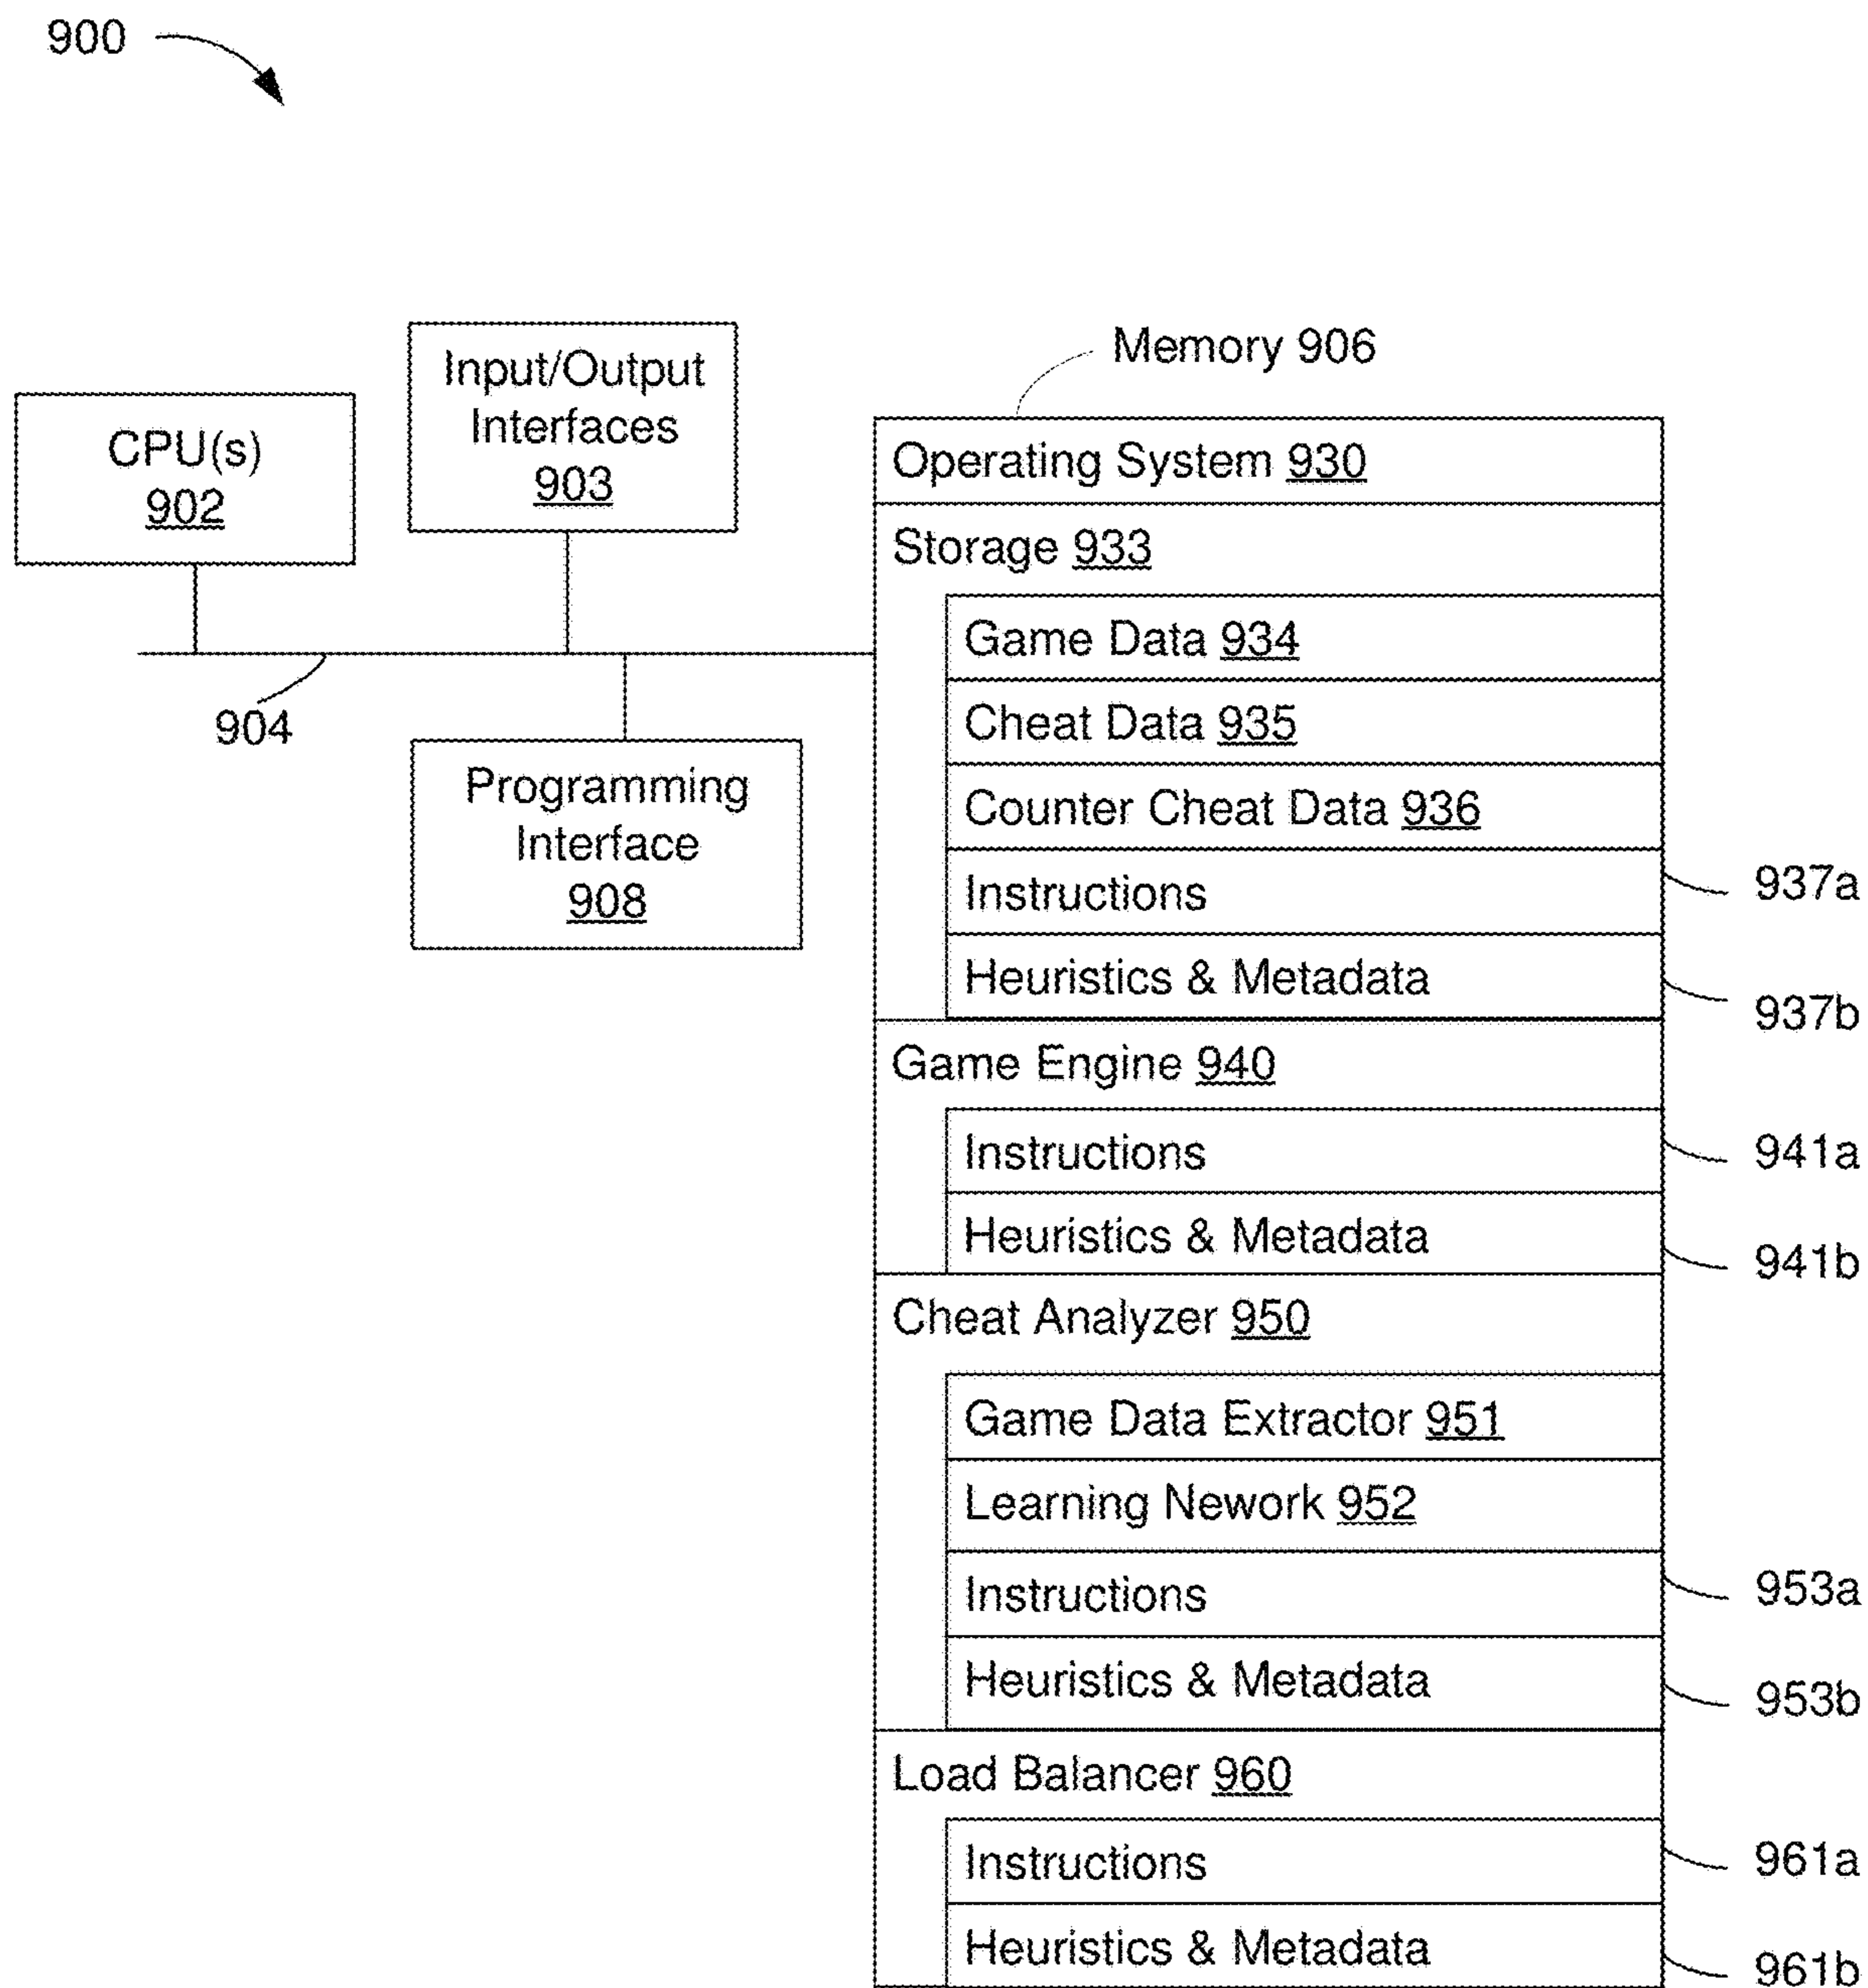 900
CPU(s)
902
Input/Output
Interfaces
903
904
Programming
Interface
908
Memory 906
Operating System 930
Storage 933
Game Data 934
Cheat Data 935
Counter Cheat Data 936
Instructions
937a
Heuristics & Metadata
937b
Game Engine 940
Instructions
941a
Heuristics & Metadata
941b
Cheat Analyzer 950
Game Data Extractor 951
Learning Nework 952
Instructions
953a
Heuristics & Metadata
953b
Load Balancer 960
Instructions
961a
Heuristics & Metadata
961b